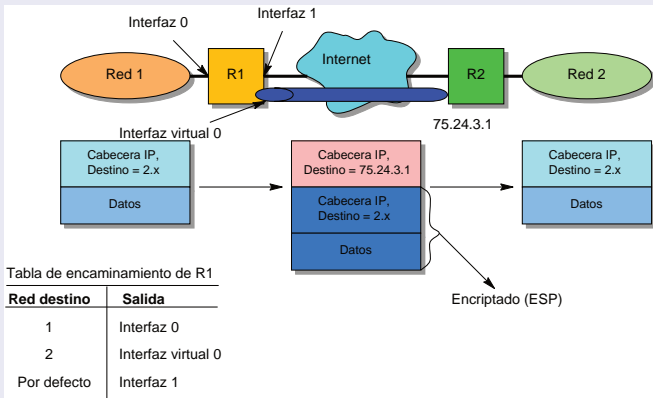 Interfaz 1
Interfaz 0
Red 1
R1
Internet
R2
Red 2
Interfaz virtual 0
75.24.3.1
Cabecera IP,
Destino = 2.x
Datos
Cabecera IP,
Destino = 75.24.3.1
Cabecera IP,
Destino = 2.x
Datos
Cabecera IP,
Destino = 2.x
Datos
Encriptado (ESP)
Tabla de encaminamiento de R1
Red destino Salida
1 Interfaz 0
2 Interfaz virtual 0
Por defecto Interfaz 1